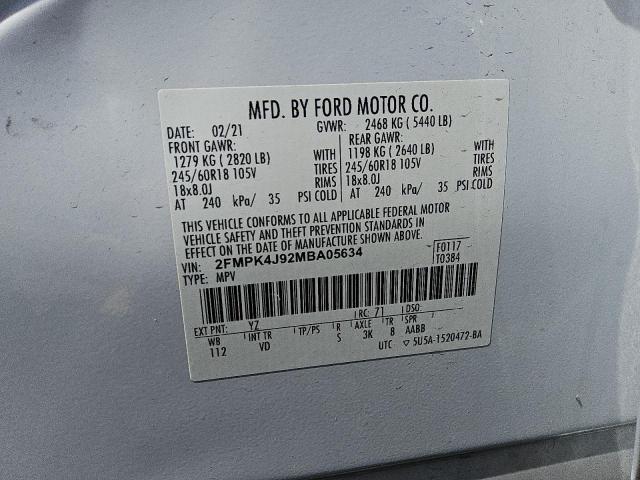 MFD. BY FORD MOTOR CO.
DATE: 02/21 GVWR: 2468 KG ( 5440 LB)
FRONT GAWR: REAR GAWR:
1279 KG ( 2820 LB) WITH 1198 KG ( 2640 LB) WITH
245/60R18 105V TIRES 245/60R18 105V TIRES
18x8.0J RIMS 18x8.0J RIMS
AT 240 kPa/ 35 PSI COLD AT 240 kPa/ 35 PSI COLD
THIS VEHICLE CONFORMS TO ALL APPLICABLE FEDERAL MOTOR
VEHICLE SAFETY AND THEFT PREVENTION STANDARDS IN
EFFECT ON THE DATE OF MANUFACTURE SHOWN ABOVE.
VIN: 2FMPK4J92MBA05634 F0117
TYPE: MPV T0384
EXT PNT: YZ RC: 71 DSO:
WB INT TR TP/PS R AXLE TR SPR
112 VD S 3K 8 AABB
UTC ▽ 5U5A-1520472-BA